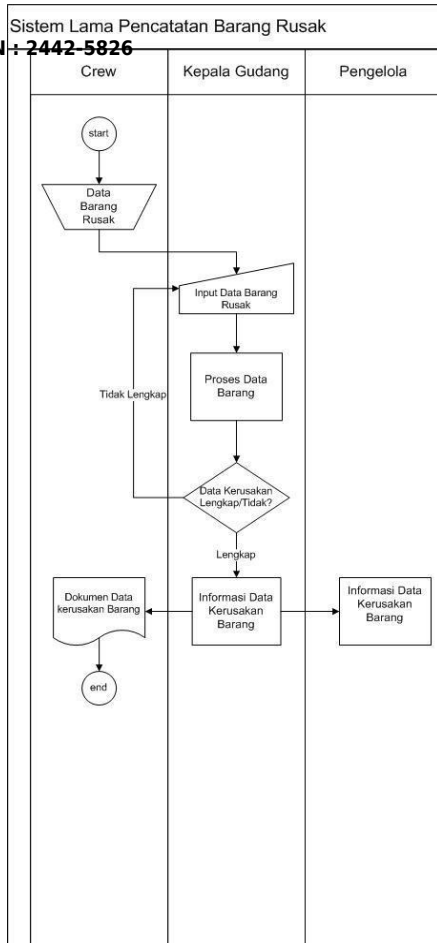 Sistem Lama Pencatatan Barang Rusak
N : 2442-5826
Crew
Kepala Gudang
Pengelola
start
Data
Barang
Rusak
Input Data Barang
Rusak
Proses Data
Barang
Tidak Lengkap
Data Kerusakan
Lengkap/Tidak?
Lengkap
Dokumen Data
kerusakan Barang
Informasi Data
Kerusakan
Barang
Informasi Data
Kerusakan
Barang
end